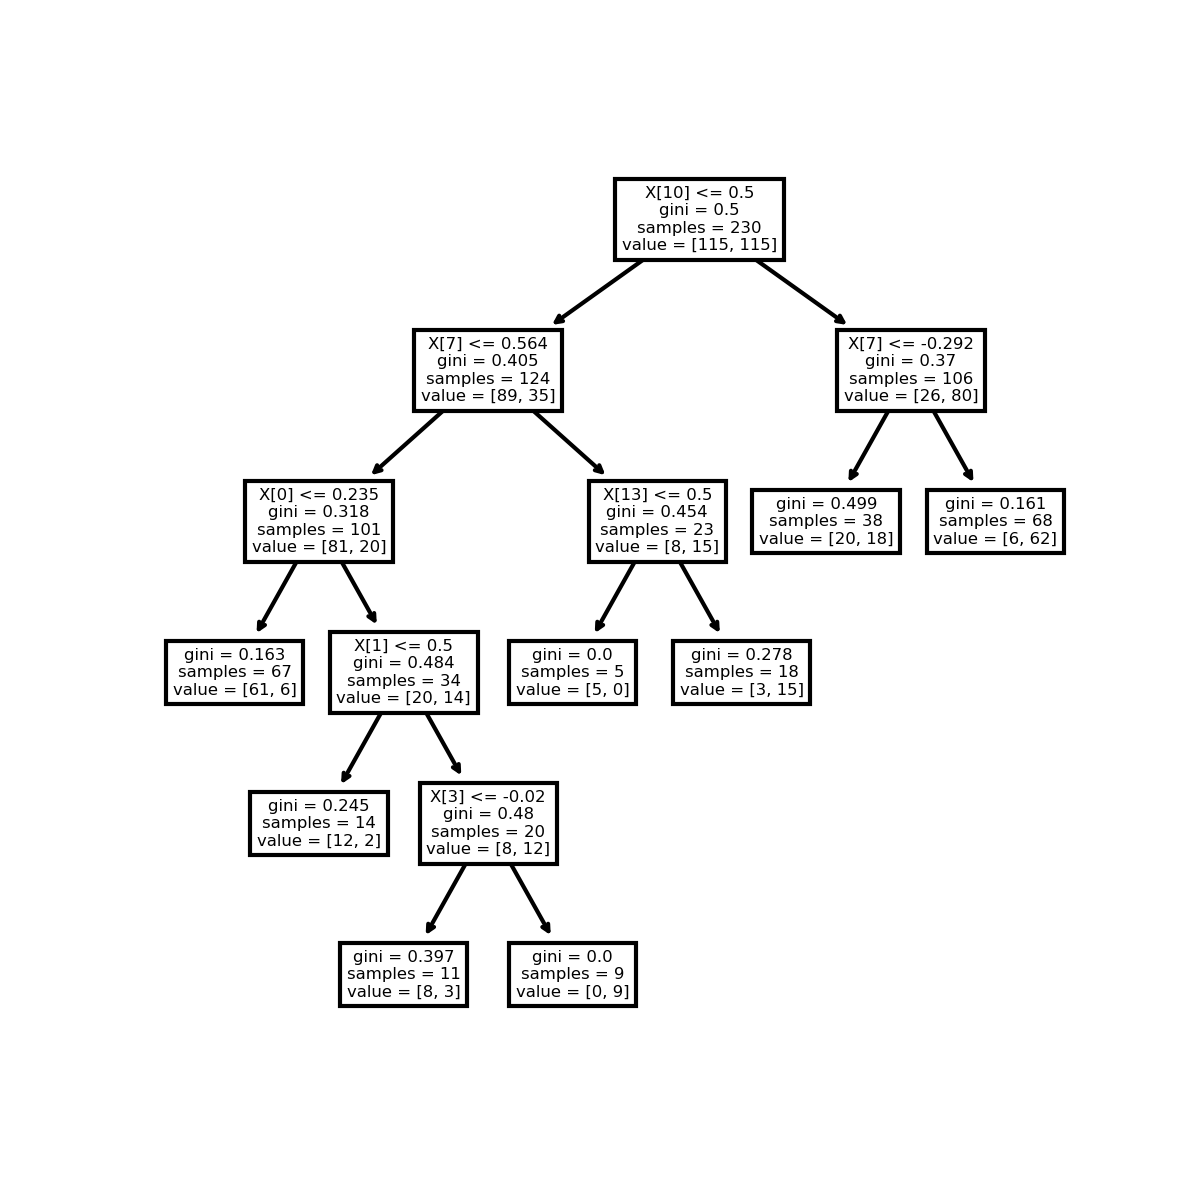 X[10] <= 0.5
gini = 0.5
samples = 230
value = [115, 115]
X[7] <= 0.564
gini = 0.405
samples = 124
value = [89, 35]
X[7] <= -0.292
gini = 0.37
samples = 106
value = [26, 80]
X[0] <= 0.235
gini = 0.318
samples = 101
value = [81, 20]
X[13] <= 0.5
gini = 0.454
samples = 23
value = [8, 15]
gini = 0.499
samples = 38
value = [20, 18]
gini = 0.161
samples = 68
value = [6, 62]
gini = 0.163
samples = 67
value = [61, 6]
X[1] <= 0.5
gini = 0.484
samples = 34
value = [20, 14]
gini = 0.0
samples = 5
value = [5, 0]
gini = 0.278
samples = 18
value = [3, 15]
gini = 0.245
samples = 14
value = [12, 2]
X[3] <= -0.02
gini = 0.48
samples = 20
value = [8, 12]
gini = 0.397
samples = 11
value = [8, 3]
gini = 0.0
samples = 9
value = [0, 9]